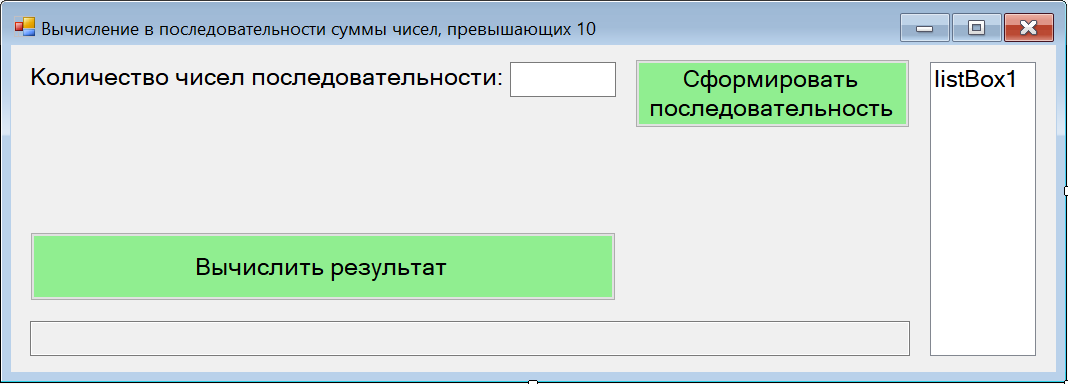 Вычисление в последовательности суммы чисел, превышающих 10
Количество чисел последовательности:
Сформировать
последовательность
listBox1
Вычислить результат